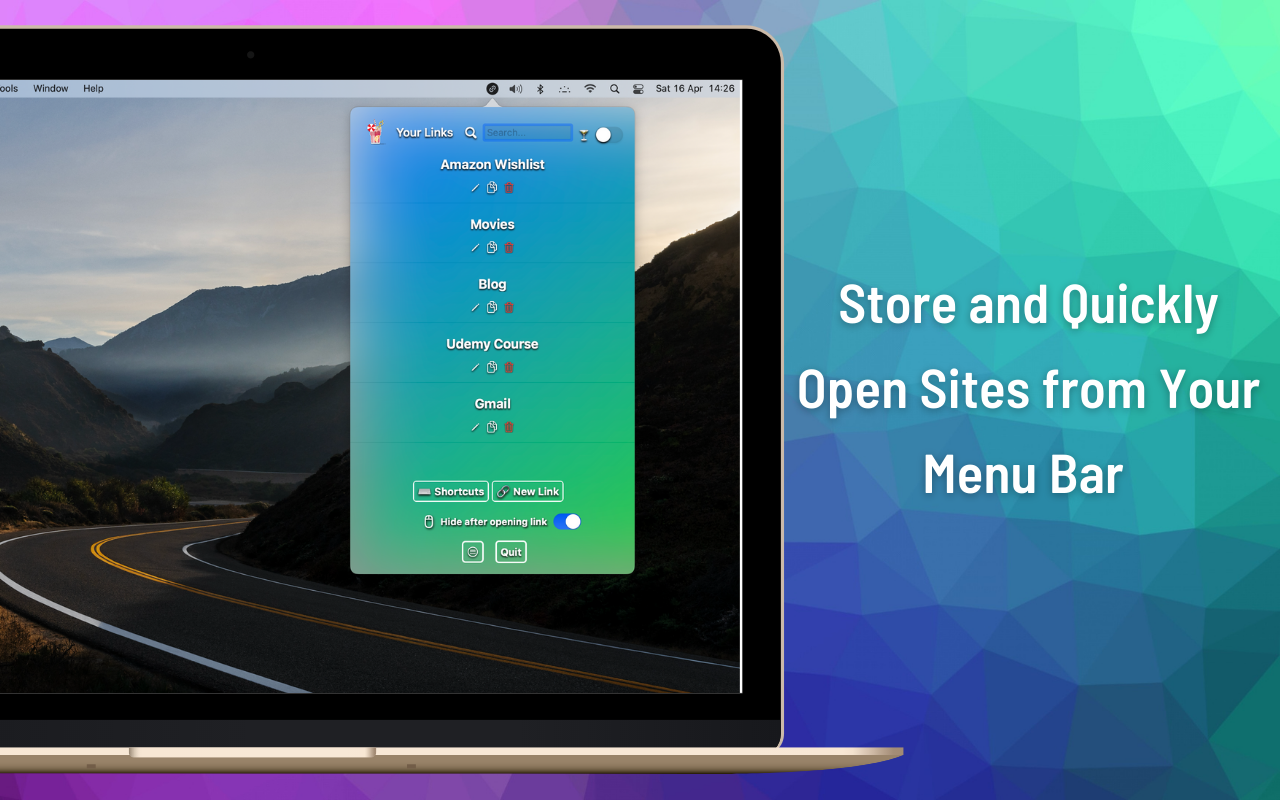 ools Window Help Sat 16 Apr 14:26
Your Links Search...
Amazon Wishlist
Movies
Blog
Udemy Course
Gmail
Shortcuts New Link
Hide after opening link
Quit
Store and Quickly
Open Sites from Your
Menu Bar